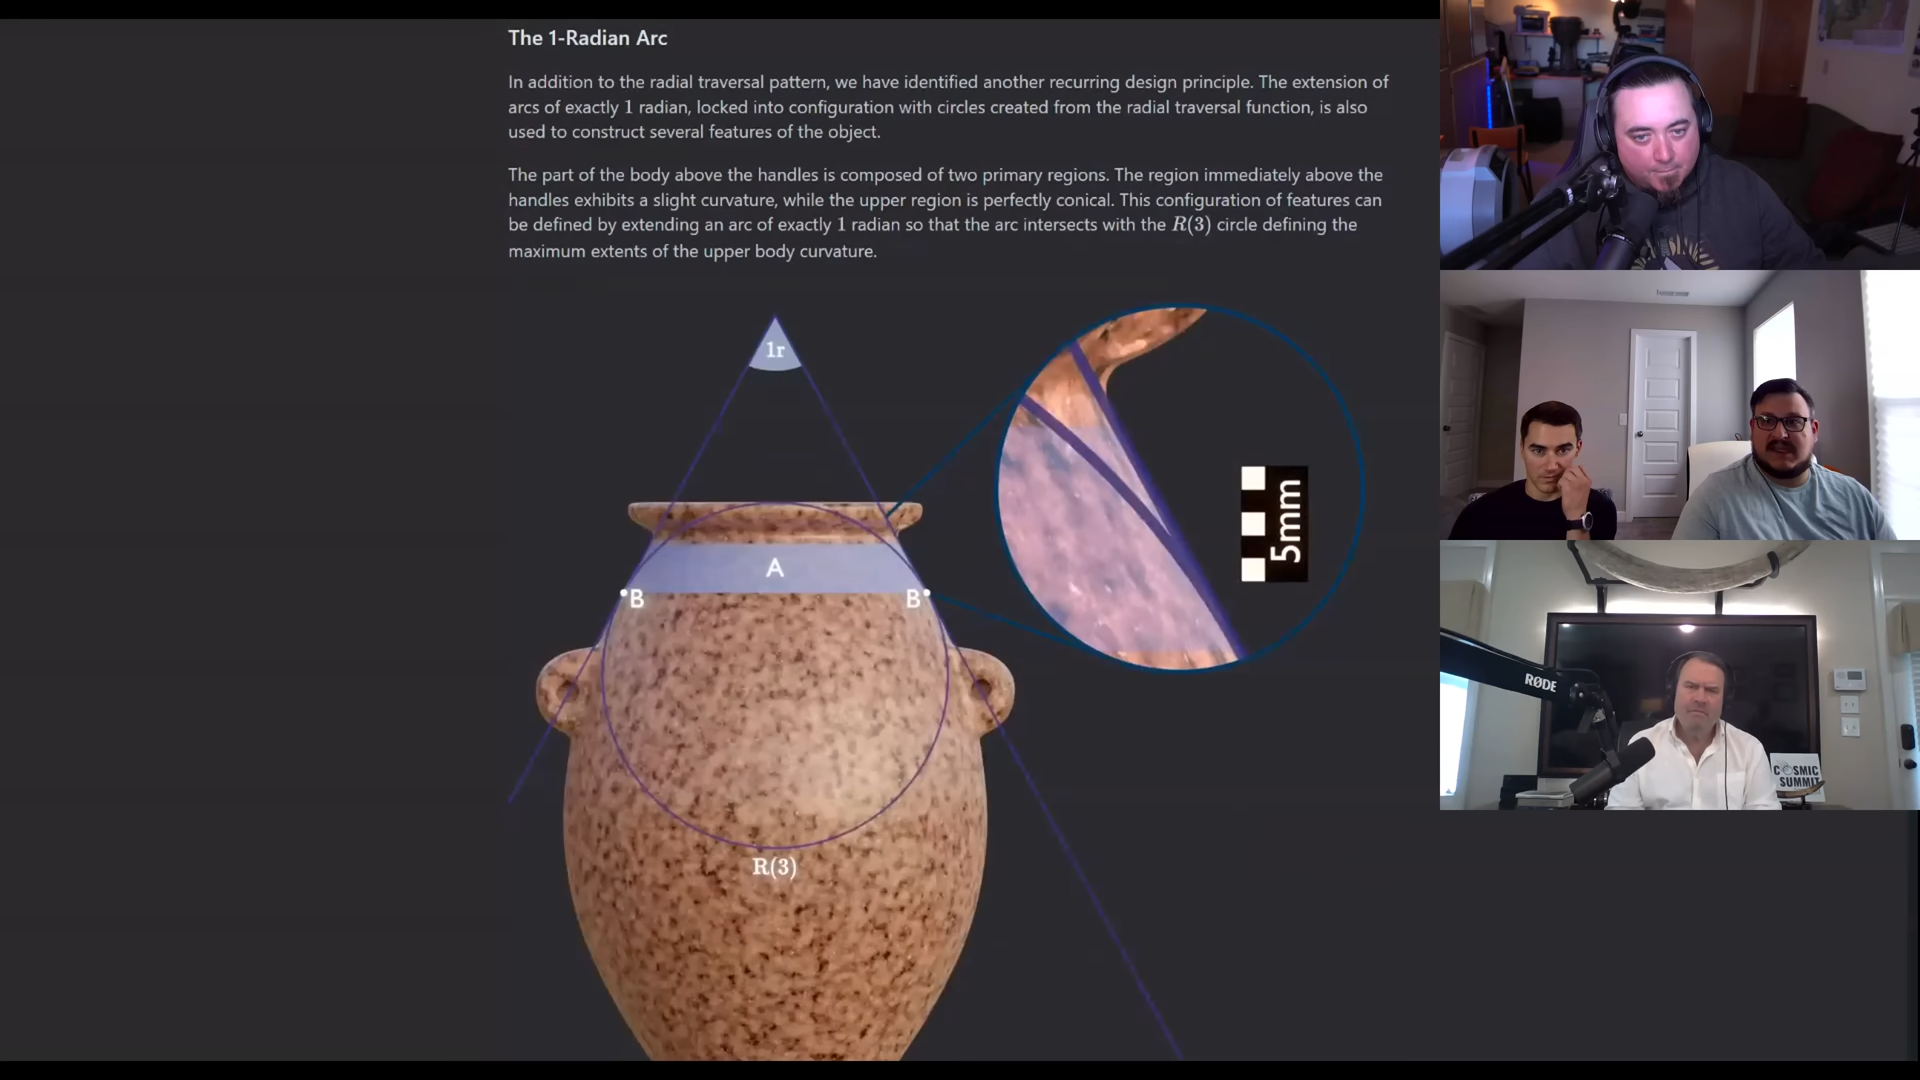 The 1-Radian Arc
In addition to the radial traversal pattern, we have identified another recurring design principle. The extension of
arcs of exactly 1 radian, locked into configuration with circles created from the radial traversal function, is also
used to construct several features of the object.
The part of the body above the handles is composed of two primary regions. The region immediately above the
handles exhibits a slight curvature, while the upper region is perfectly conical. This configuration of features can
be defined by extending an arc of exactly 1 radian so that the arc intersects with the R(3) circle defining the
maximum extents of the upper body curvature.
1r
A
B
B
5mm
R(3)
RØDE
COSMIC
SUMMIT